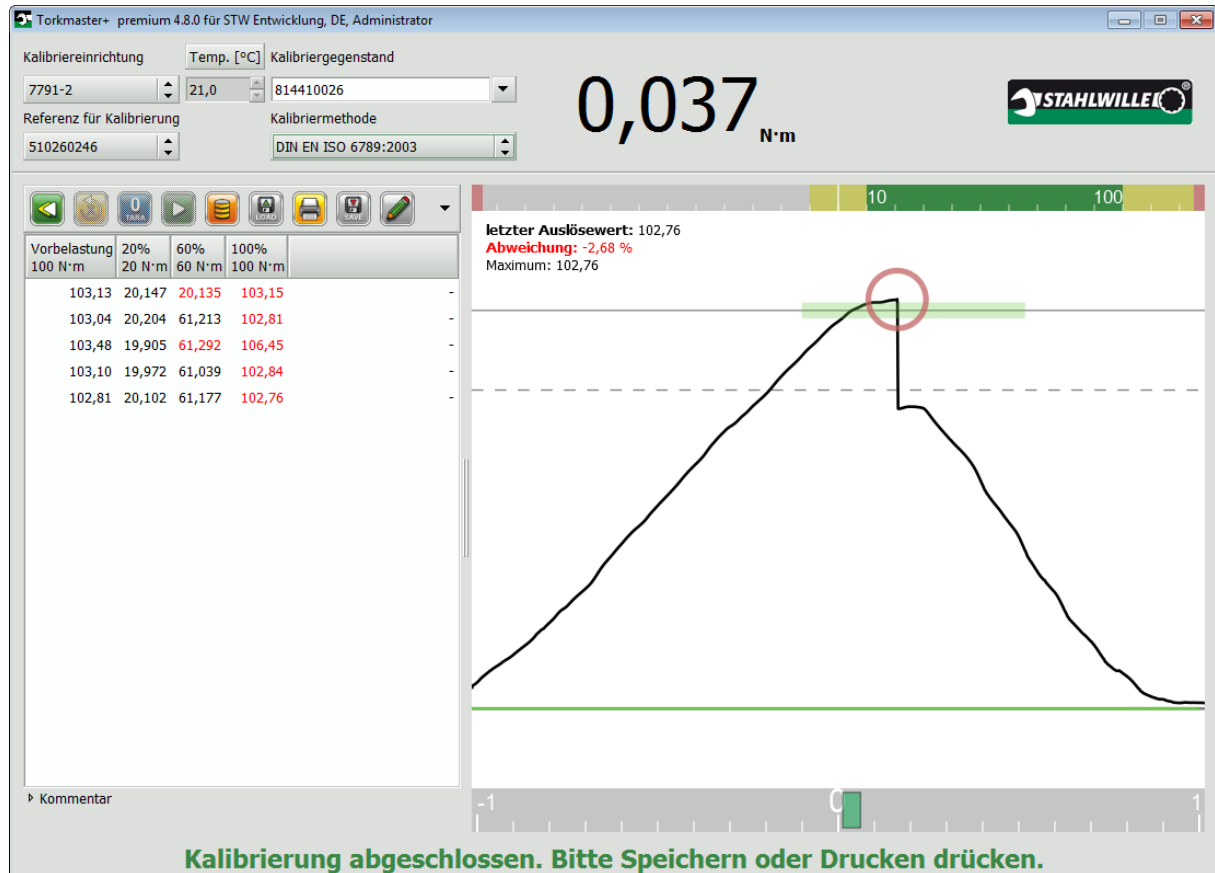 Torkmaster+ premium 4.8.0 für STW Entwicklung, DE, Administrator
Kalibriereinrichtung Temp. [°C] Kalibriergegenstand
7791-2 21,0 814410026
Referenz für Kalibrierung Kalibriermethode
510260246 DIN EN ISO 6789:2003
0,037 N·m
STAHLWILLE ®
0 TARA LOAD SAVE
Vorbelastung 20% 60% 100%
100 N·m 20 N·m 60 N·m 100 N·m
103,13 20,147 20,135 103,15 -
103,04 20,204 61,213 102,81 -
103,48 19,905 61,292 106,45 -
103,10 19,972 61,039 102,84 -
102,81 20,102 61,177 102,76 -
Kommentar
10 100
letzter Auslösewert: 102,76
Abweichung: -2,68 %
Maximum: 102,76
-1 0 1
Kalibrierung abgeschlossen. Bitte Speichern oder Drucken drücken.